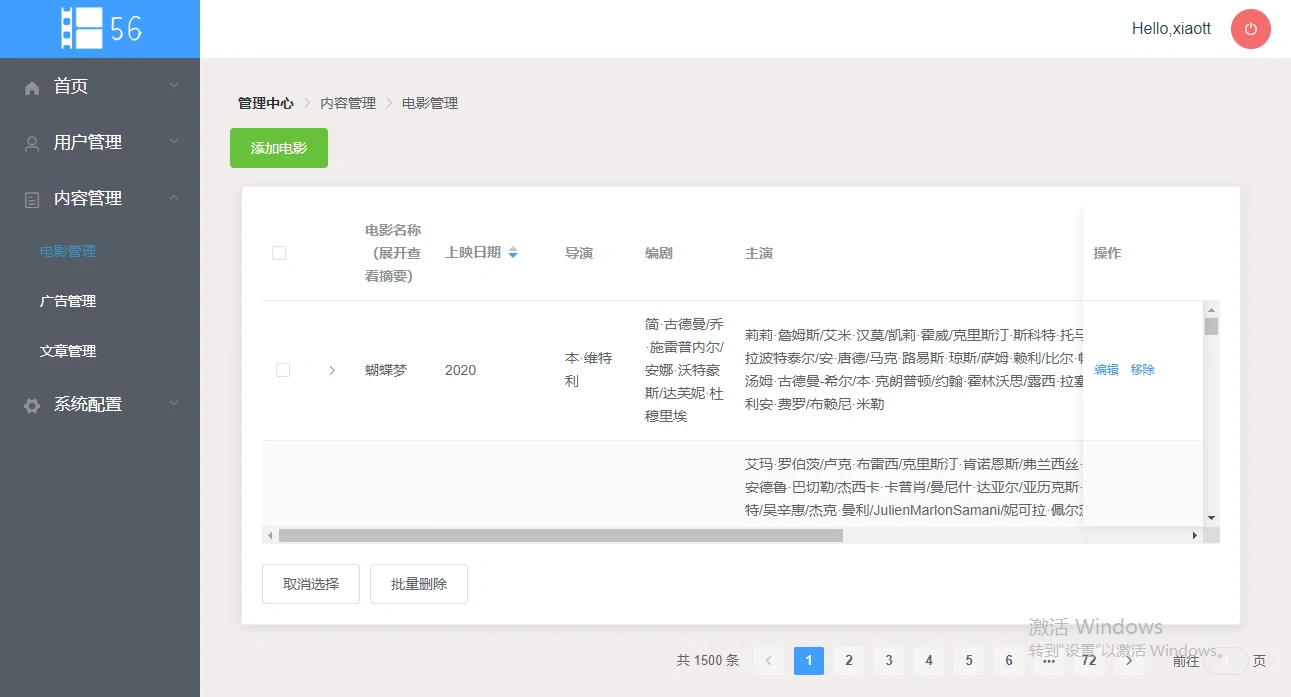 56
Hello,xiaott
首页
用户管理
内容管理
电影管理
广告管理
文章管理
系统配置
管理中心 > 内容管理 > 电影管理
添加电影
电影名称
（展开查
看摘要）
上映日期
导演
编剧
主演
操作
蝴蝶梦
2020
本·维特
利
简·古德曼/乔
·施雷普内尔/
安娜·沃特豪
斯/达芙妮·杜
穆里埃
莉莉·詹姆斯/艾米·汉莫/凯莉·霍威/克里斯汀·斯科特·托马
拉波特泰尔/安·唐德/马克·路易斯·琼斯/萨姆·赖利/比尔·
汤姆·古德曼-希尔/本·克朗普顿/约翰·霍林沃思/露西·拉塞
利安·费罗/布赖尼·米勒
编辑 移除
艾玛·罗伯茨/卢克·布雷西/克里斯汀·肯诺恩斯/弗兰西丝·
安德鲁·巴切勒/杰西卡·卡普肖/曼尼什·达亚尔/亚历克斯·
特/吴辛惠/杰克·曼利/JulienMarlonSamani/妮可拉·佩尔
取消选择 批量删除
共 1500 条 < 1 2 3 4 5 6 ··· 72 > 前往 1 页
激活 Windows
转到"设置"以激活 Windows。